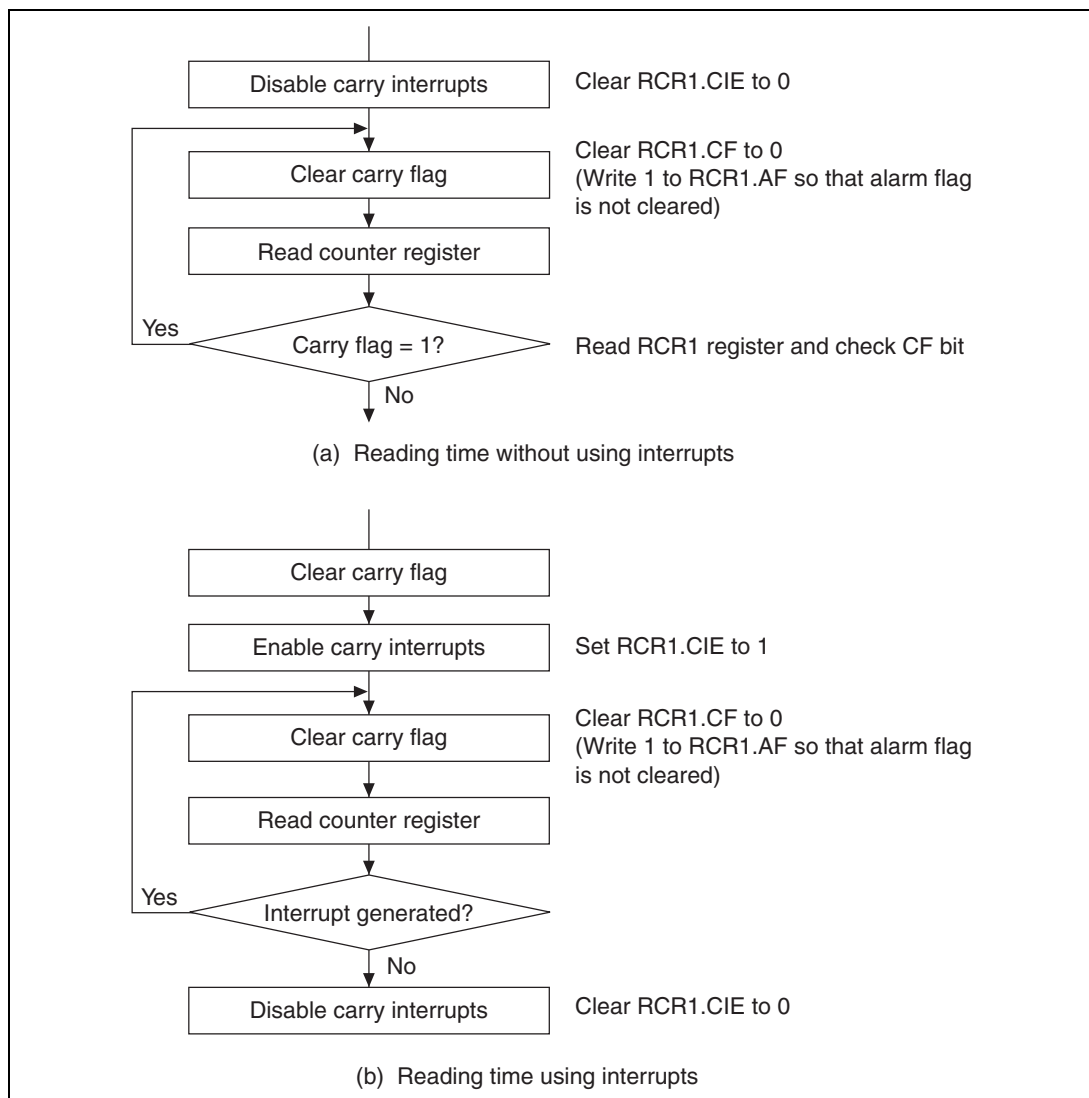 Disable carry interrupts
Clear RCR1.CIE to 0
Clear carry flag
Clear RCR1.CF to 0
(Write 1 to RCR1.AF so that alarm flag
is not cleared)
Read counter register
Yes
Carry flag = 1?
Read RCR1 register and check CF bit
No
(a) Reading time without using interrupts
Clear carry flag
Enable carry interrupts
Set RCR1.CIE to 1
Clear carry flag
Clear RCR1.CF to 0
(Write 1 to RCR1.AF so that alarm flag
is not cleared)
Read counter register
Yes
Interrupt generated?
No
Disable carry interrupts
Clear RCR1.CIE to 0
(b) Reading time using interrupts